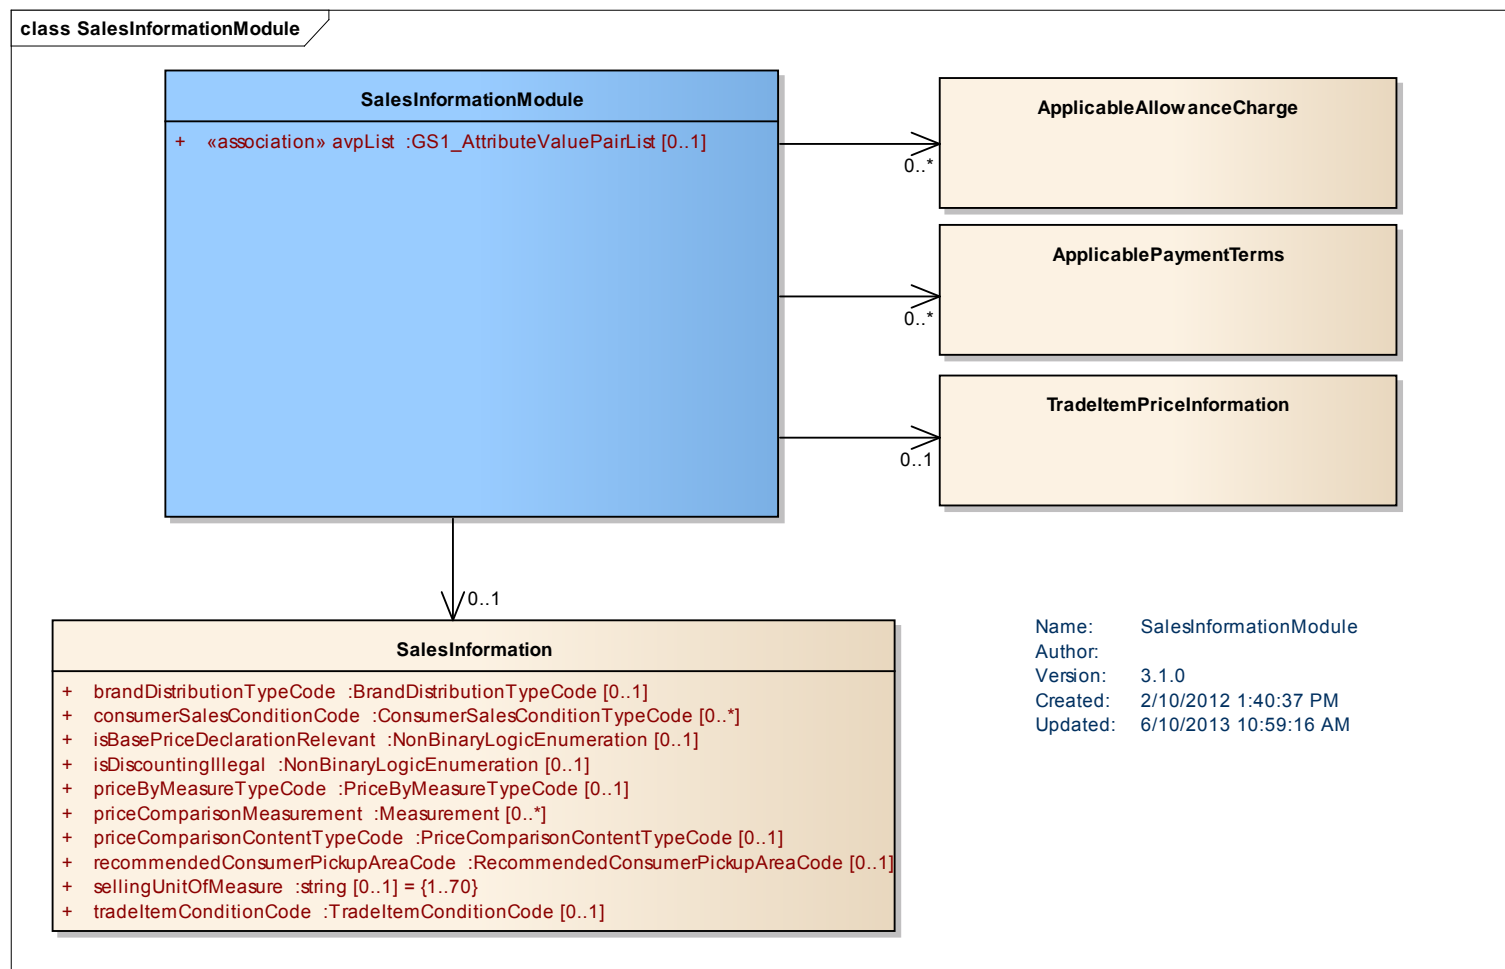 class SalesInformationModule
SalesInformationModule
+ «association» avpList :GS1_AttributeValuePairList [0..1]
ApplicableAllowanceCharge
0..*
ApplicablePaymentTerms
0..*
TradeItemPriceInformation
0..1
0..1
SalesInformation
+ brandDistributionTypeCode :BrandDistributionTypeCode [0..1]
+ consumerSalesConditionCode :ConsumerSalesConditionTypeCode [0..*]
+ isBasePriceDeclarationRelevant :NonBinaryLogicEnumeration [0..1]
+ isDiscountingIllegal :NonBinaryLogicEnumeration [0..1]
+ priceByMeasureTypeCode :PriceByMeasureTypeCode [0..1]
+ priceComparisonMeasurement :Measurement [0..*]
+ priceComparisonContentTypeCode :PriceComparisonContentTypeCode [0..1]
+ recommendedConsumerPickupAreaCode :RecommendedConsumerPickupAreaCode [0..1]
+ sellingUnitOfMeasure :string [0..1] = {1..70}
+ tradeItemConditionCode :TradeItemConditionCode [0..1]
Name: SalesInformationModule
Author:
Version: 3.1.0
Created: 2/10/2012 1:40:37 PM
Updated: 6/10/2013 10:59:16 AM